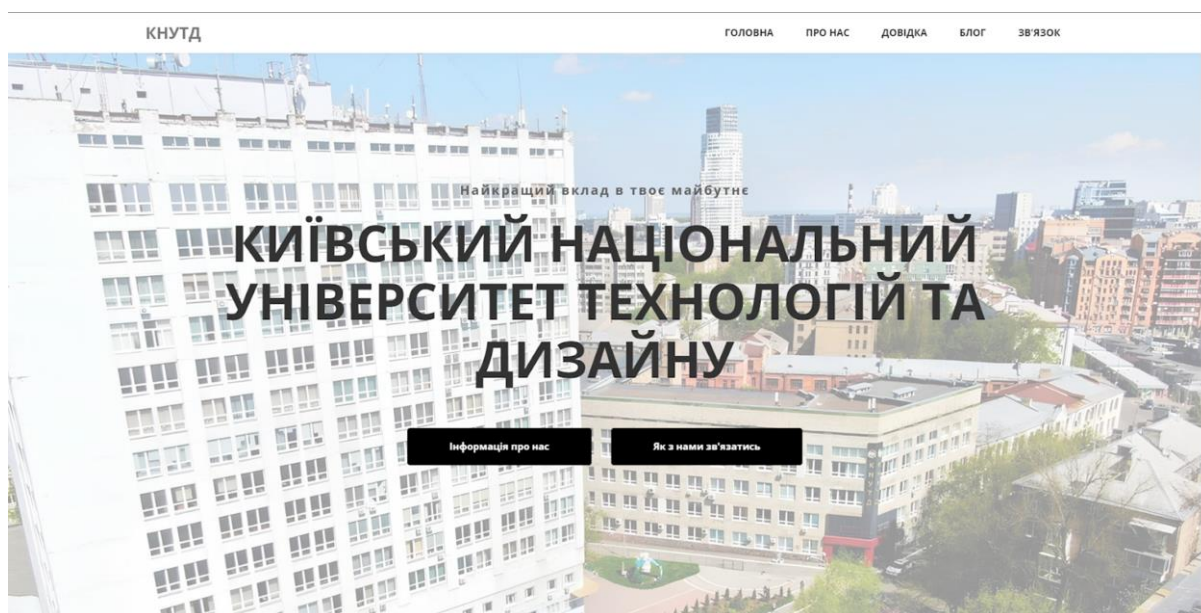 КНУТД
ГОЛОВНА ПРО НАС ДОВІДКА БЛОГ ЗВ'ЯЗОК
Найкращий вклад в твоє майбутнє
КИЇВСЬКИЙ НАЦІОНАЛЬНИЙ
УНІВЕРСИТЕТ ТЕХНОЛОГІЙ ТА
ДИЗАЙНУ
Інформація про нас Як з нами зв'язатись